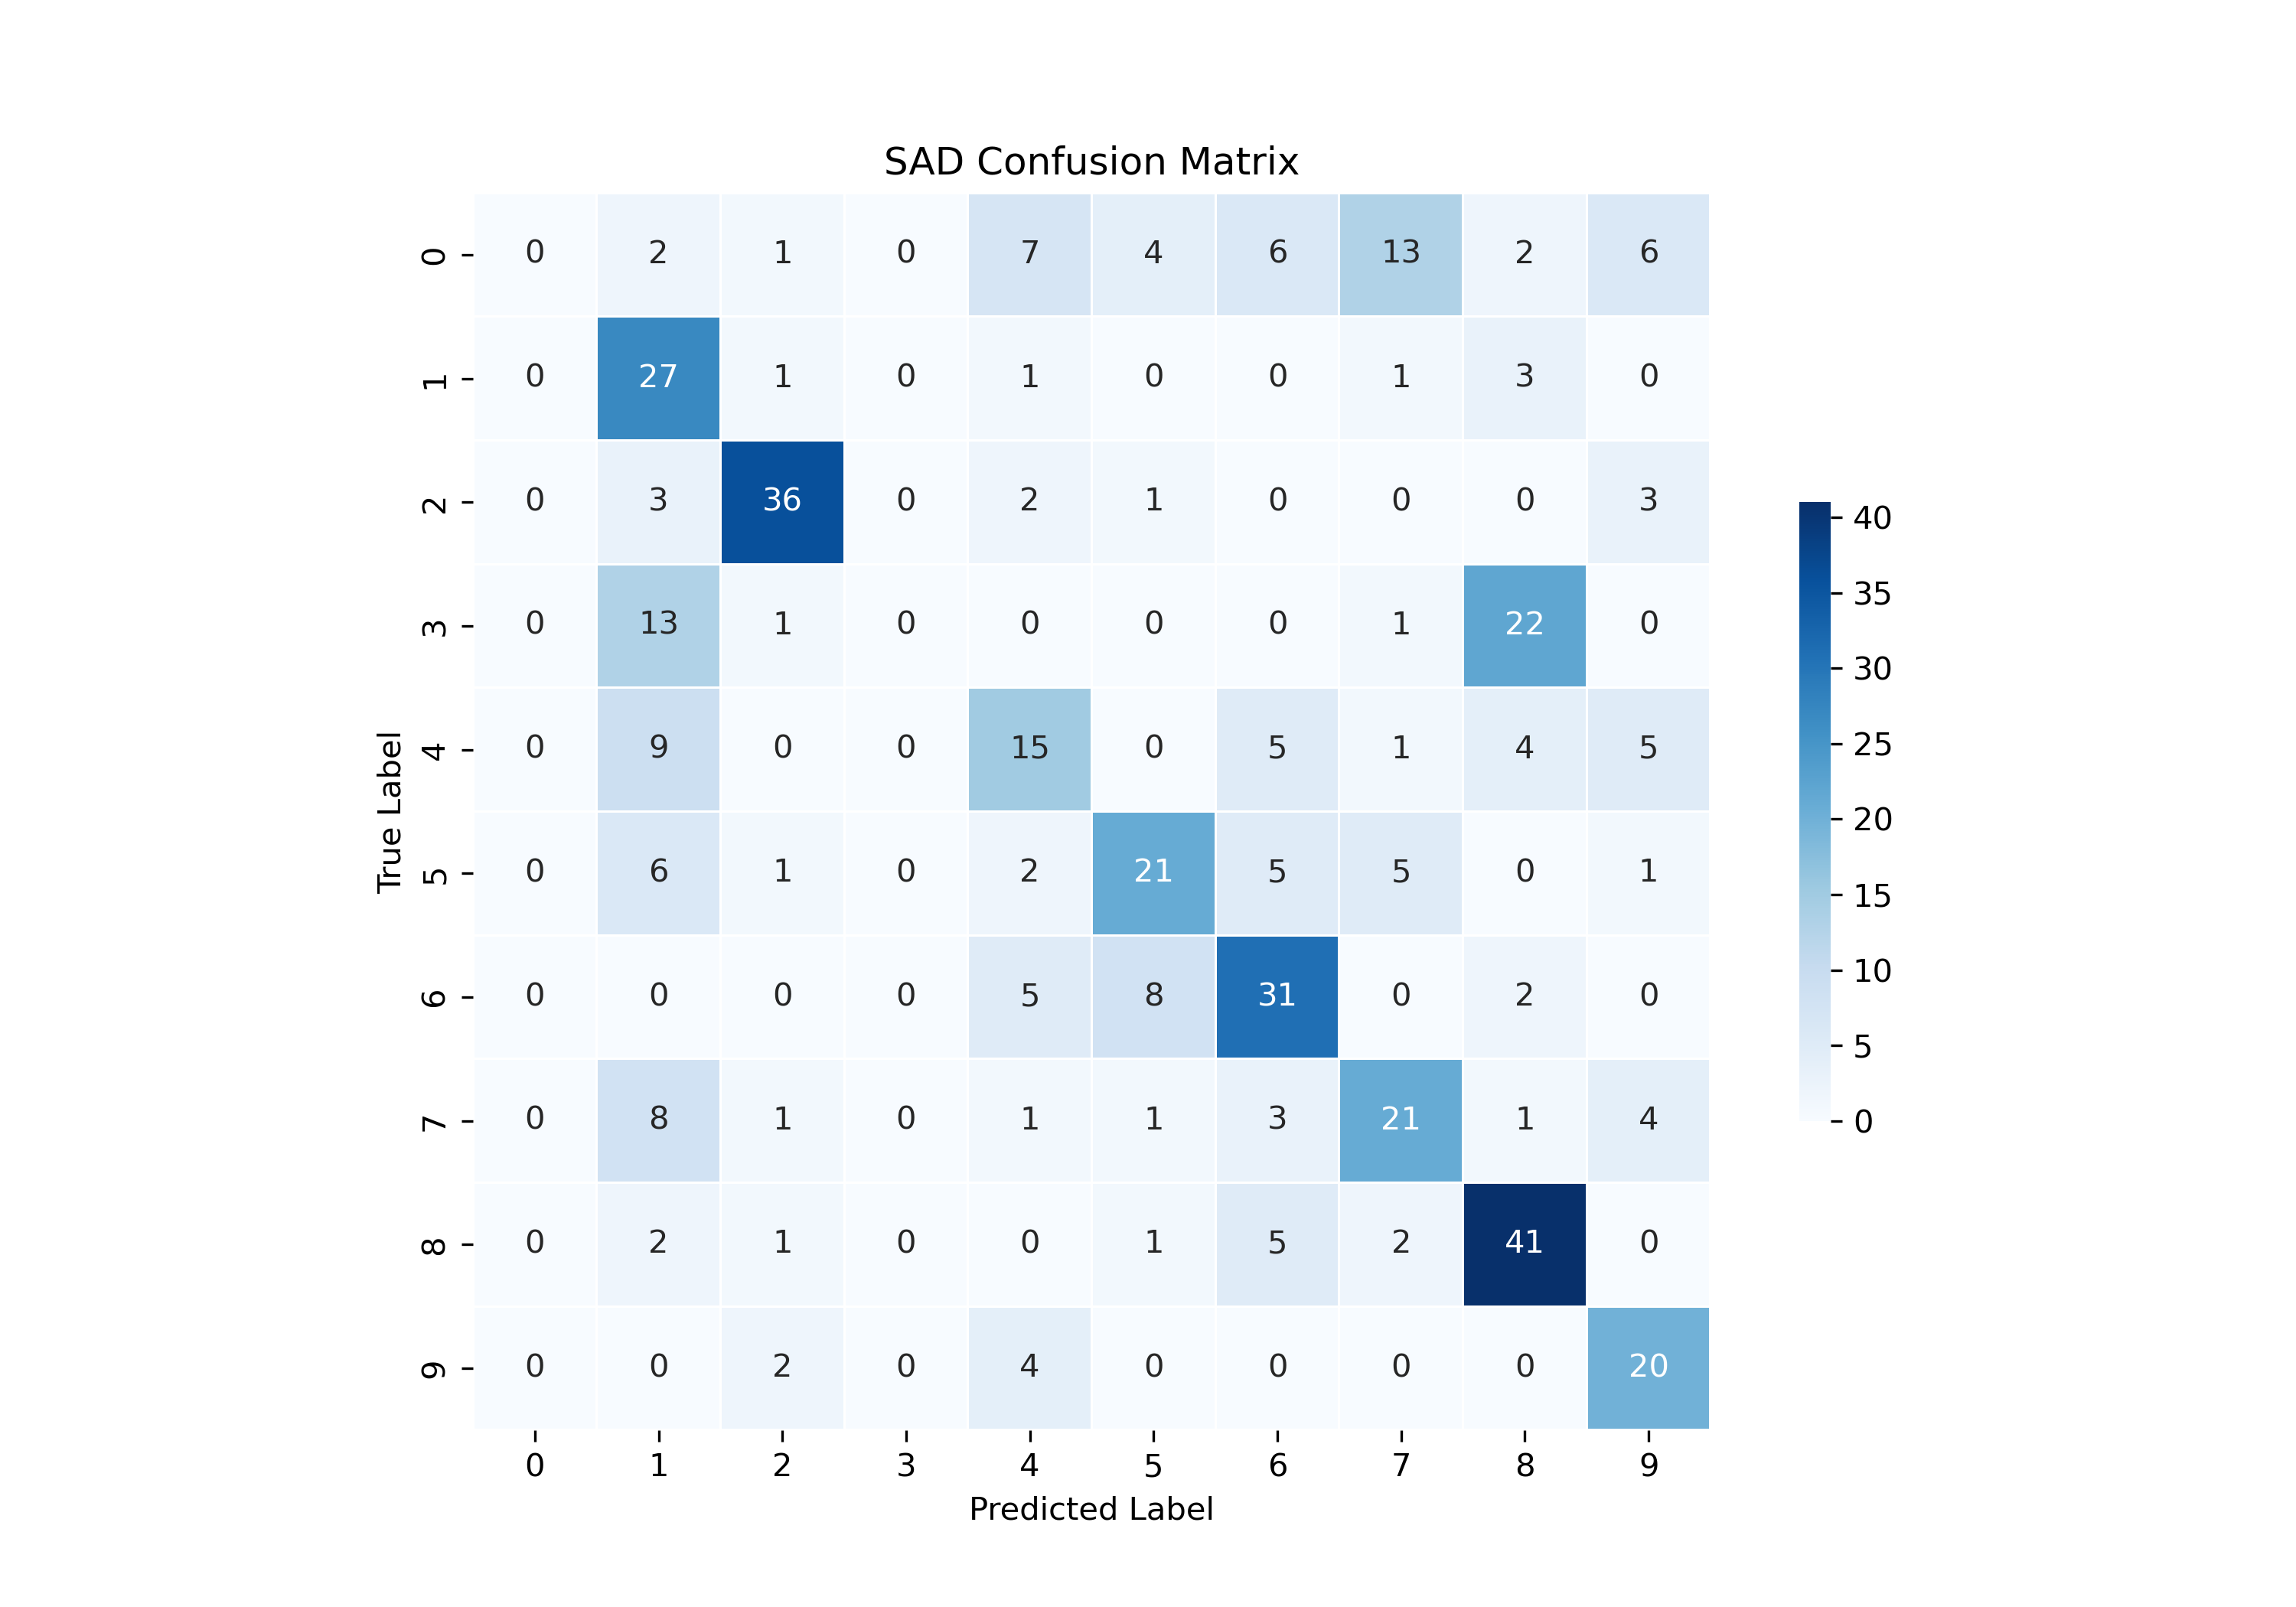 SAD Confusion Matrix
0 0 2 1 0 7 4 6 13 2 6
1 0 27 1 0 1 0 0 1 3 0
2 0 3 36 0 2 1 0 0 0 3
3 0 13 1 0 0 0 0 1 22 0
4 0 9 0 0 15 0 5 1 4 5
5 0 6 1 0 2 21 5 5 0 1
6 0 0 0 0 5 8 31 0 2 0
7 0 8 1 0 1 1 3 21 1 4
8 0 2 1 0 0 1 5 2 41 0
9 0 0 2 0 4 0 0 0 0 20
0 1 2 3 4 5 6 7 8 9
Predicted Label
True Label
40
35
30
25
20
15
10
5
0